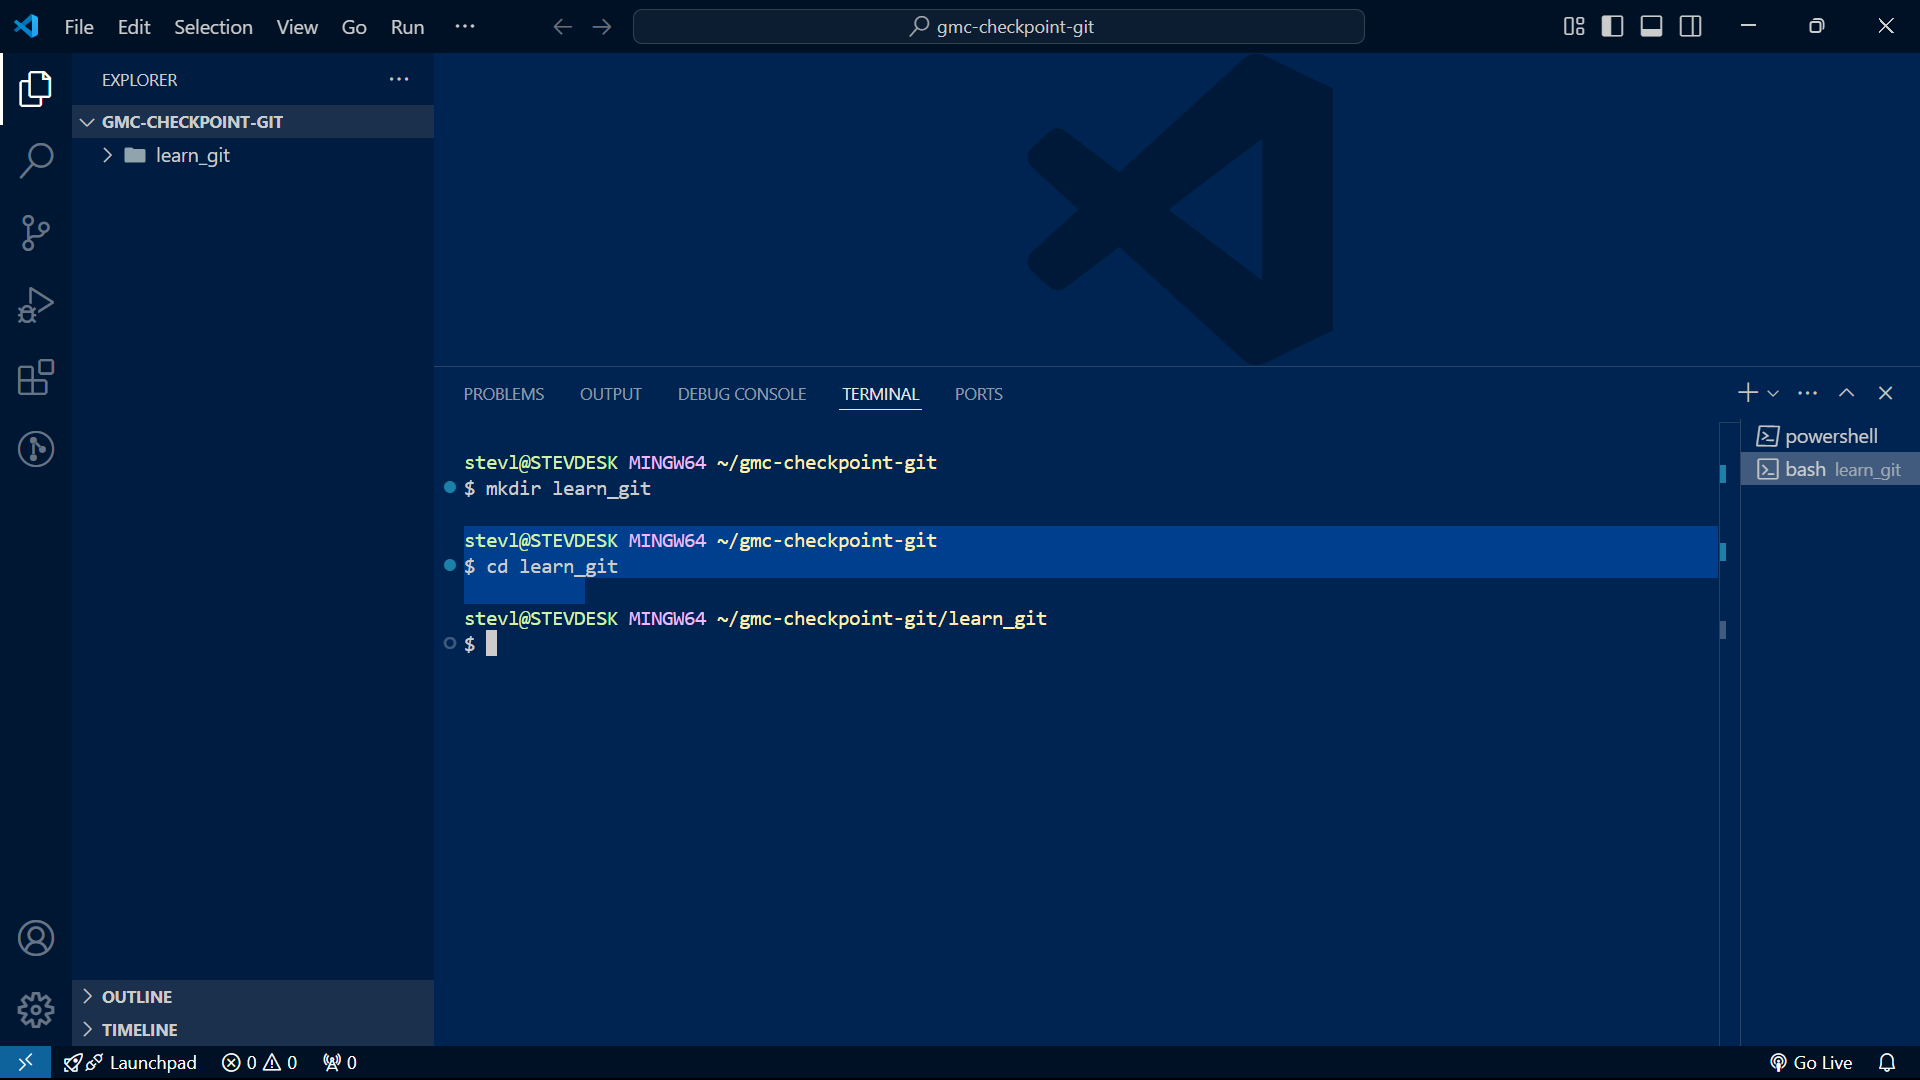 File Edit Selection View Go Run ··· gmc-checkpoint-git
EXPLORER ···
GMC-CHECKPOINT-GIT
learn_git
PROBLEMS OUTPUT DEBUG CONSOLE TERMINAL PORTS
stevl@STEVDESK MINGW64 ~/gmc-checkpoint-git
$ mkdir learn_git
stevl@STEVDESK MINGW64 ~/gmc-checkpoint-git
$ cd learn_git
stevl@STEVDESK MINGW64 ~/gmc-checkpoint-git/learn_git
$
powershell
bash learn_git
OUTLINE
TIMELINE
Launchpad 0 0 0 Go Live